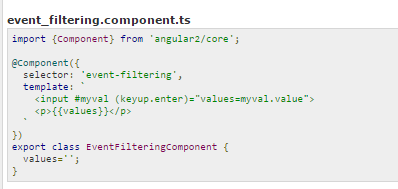 event_filtering.component.ts
import {Component} from 'angular2/core';
@Component({
selector: 'event-filtering',
template: `
<input #myval (keyup.enter)="values=myval.value">
<p>{{values}}</p>
`
})
export class EventFilteringComponent {
values='';
}